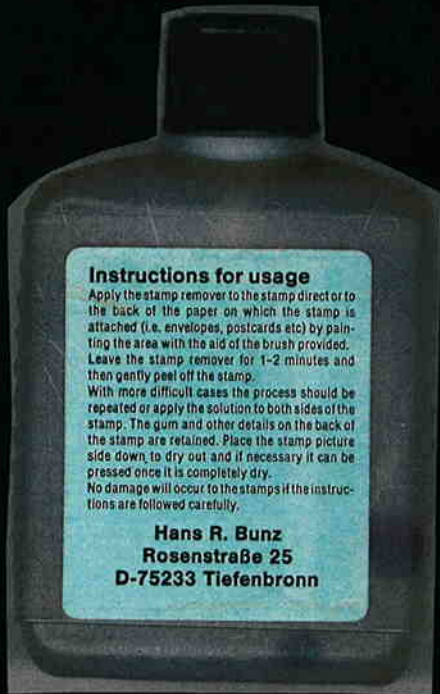 Instructions for usage
Apply the stamp remover to the stamp direct or to
the back of the paper on which the stamp is
attached (i.e. envelopes, postcards etc) by pain-
ting the area with the aid of the brush provided.
Leave the stamp remover for 1–2 minutes and
then gently peel off the stamp.
With more difficult cases the process should be
repeated or apply the solution to both sides of the
stamp. The gum and other details on the back of
the stamp are retained. Place the stamp picture
side down to dry out and if necessary it can be
pressed once it is completely dry.
No damage will occur to the stamps if the instruc-
tions are followed carefully.
Hans R. Bunz
Rosenstraße 25
D-75233 Tiefenbronn